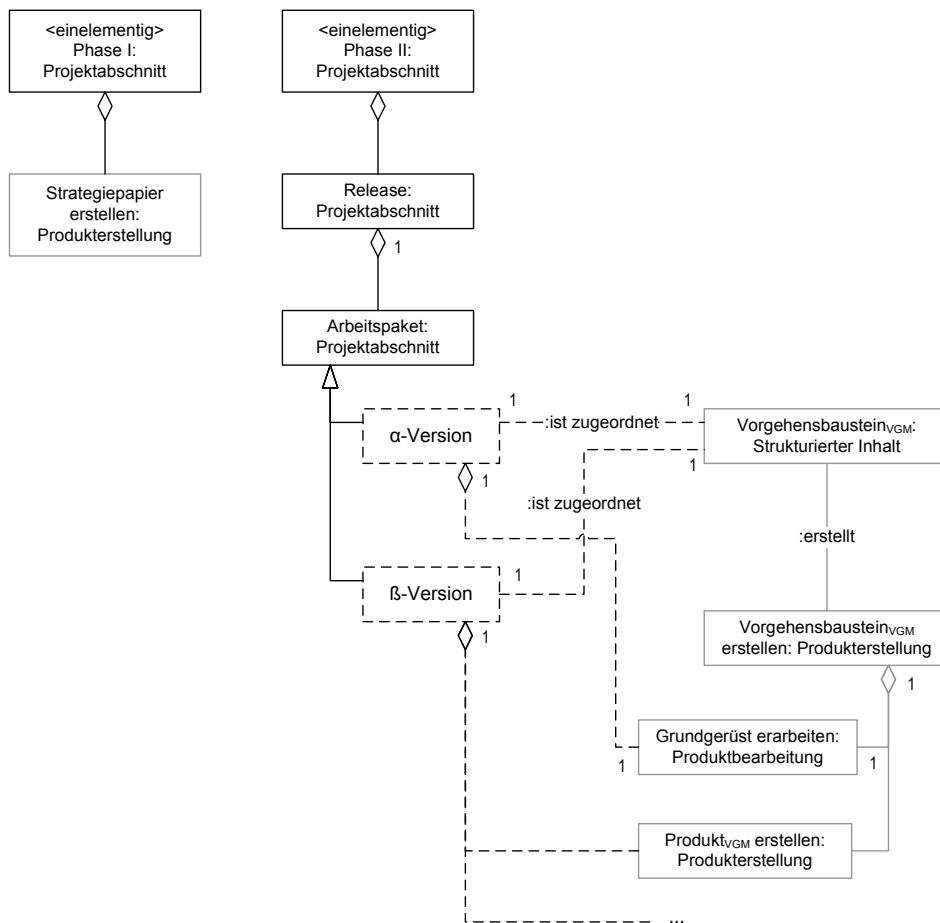 <einelementig>
Phase I:
Projektabschnitt
<einelementig>
Phase II:
Projektabschnitt
Strategiepapier
erstellen:
Produkterstellung
Release:
Projektabschnitt
1
Arbeitspaket:
Projektabschnitt
1
:ist zugeordnet
1
α-Version
Vorgehensbaustein_VGM:
Strukturierter Inhalt
1
1
:ist zugeordnet
:erstellt
1
ß-Version
1
Vorgehensbaustein_VGM
erstellen: Produkterstellung
1
Grundgerüst erarbeiten:
Produktbearbeitung
1
1
Produkt_VGM erstellen:
Produkterstellung
...